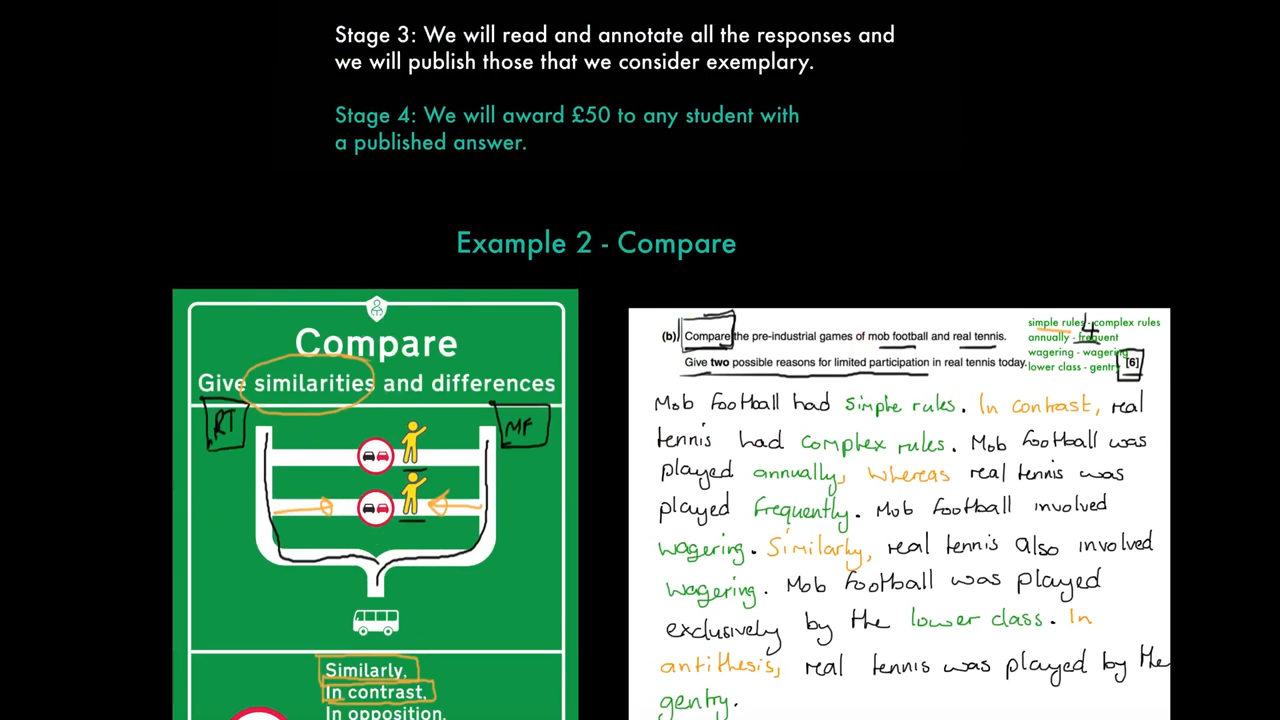 Stage 3: We will read and annotate all the responses and
we will publish those that we consider exemplary.
Stage 4: We will award £50 to any student with
a published answer.
Example 2 - Compare
Compare
Give similarities and differences
RT
MF
Similarly,
In contrast,
In opposition,
(b) Compare the pre-industrial games of mob football and real tennis.
Give two possible reasons for limited participation in real tennis today.
[6]
4
simple rules - complex rules
annually - frequent
wagering - wagering
lower class - gentry
Mob Football had simple rules. In contrast, real
tennis had complex rules. Mob Football was
played annually, whereas real tennis was
played frequently. Mob Football involved
wagering. Similarly, real tennis also involved
wagering. Mob Football was played
exclusively by the lower class. In
antithesis, real tennis was played by the
gentry.